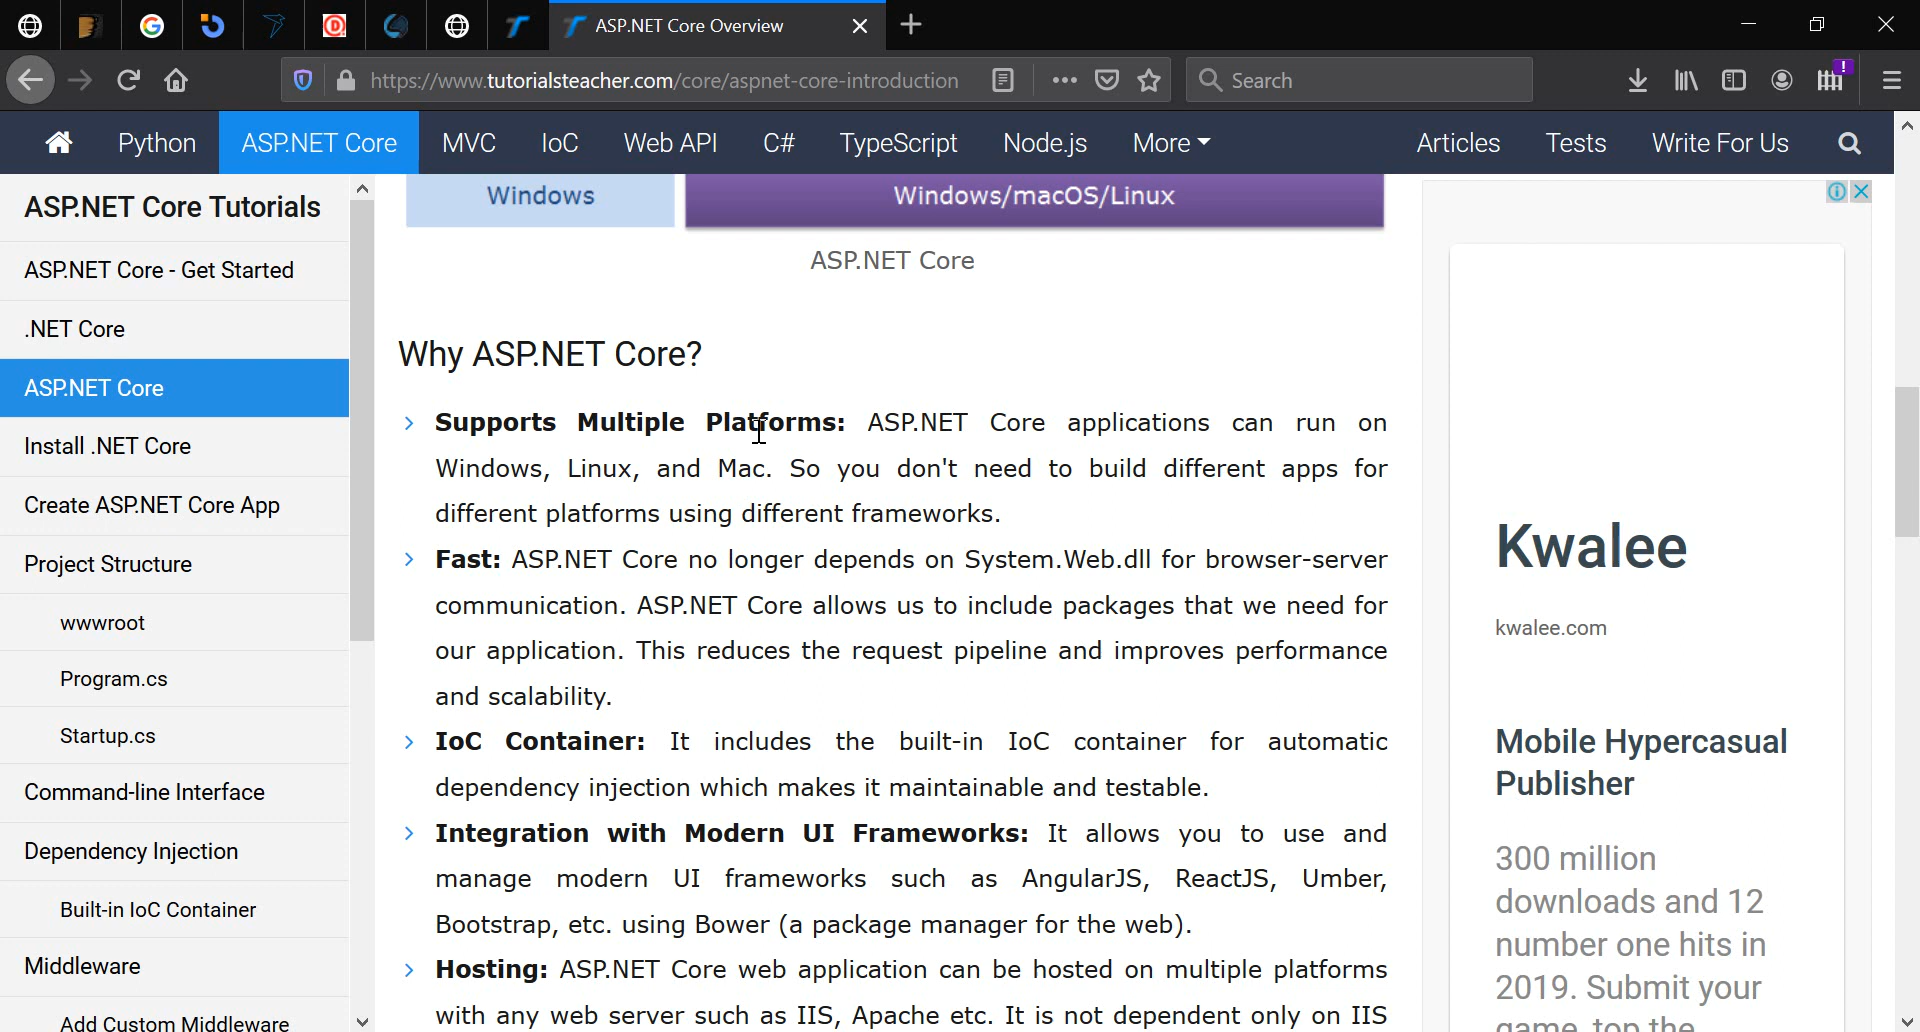 ASP.NET Core Overview
https://www.tutorialsteacher.com/core/aspnet-core-introduction
Search
Python ASP.NET Core MVC IoC Web API C# TypeScript Node.js More Articles Tests Write For Us
ASP.NET Core Tutorials
ASP.NET Core - Get Started
.NET Core
ASP.NET Core
Install .NET Core
Create ASP.NET Core App
Project Structure
wwwroot
Program.cs
Startup.cs
Command-line Interface
Dependency Injection
Built-in IoC Container
Middleware
Add Custom Middleware
Windows Windows/macOS/Linux
ASP.NET Core
Why ASP.NET Core?
Supports Multiple Platforms: ASP.NET Core applications can run on
Windows, Linux, and Mac. So you don't need to build different apps for
different platforms using different frameworks.
Fast: ASP.NET Core no longer depends on System.Web.dll for browser-server
communication. ASP.NET Core allows us to include packages that we need for
our application. This reduces the request pipeline and improves performance
and scalability.
IoC Container: It includes the built-in IoC container for automatic
dependency injection which makes it maintainable and testable.
Integration with Modern UI Frameworks: It allows you to use and
manage modern UI frameworks such as AngularJS, ReactJS, Umber,
Bootstrap, etc. using Bower (a package manager for the web).
Hosting: ASP.NET Core web application can be hosted on multiple platforms
with any web server such as IIS, Apache etc. It is not dependent only on IIS
Kwalee
kwalee.com
Mobile Hypercasual
Publisher
300 million
downloads and 12
number one hits in
2019. Submit your
game, top the